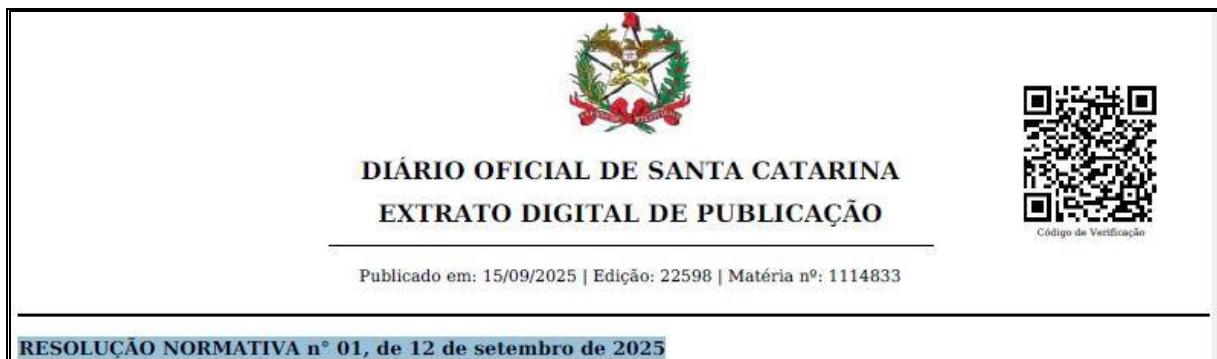 DIÁRIO OFICIAL DE SANTA CATARINA
EXTRATO DIGITAL DE PUBLICAÇÃO
Código de Verificação
Publicado em: 15/09/2025 | Edição: 22598 | Matéria nº: 1114833
RESOLUÇÃO NORMATIVA n° 01, de 12 de setembro de 2025